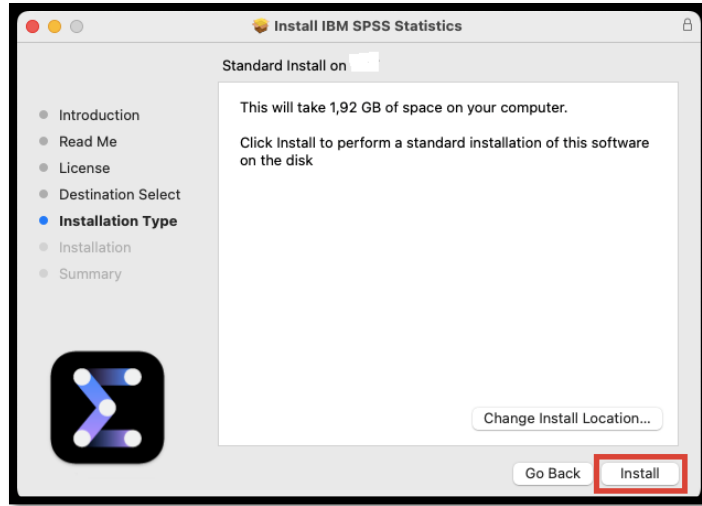 Install IBM SPSS Statistics
Standard Install on
Introduction
Read Me
License
Destination Select
Installation Type
Installation
Summary
This will take 1,92 GB of space on your computer.
Click Install to perform a standard installation of this software
on the disk
Change Install Location...
Go Back
Install